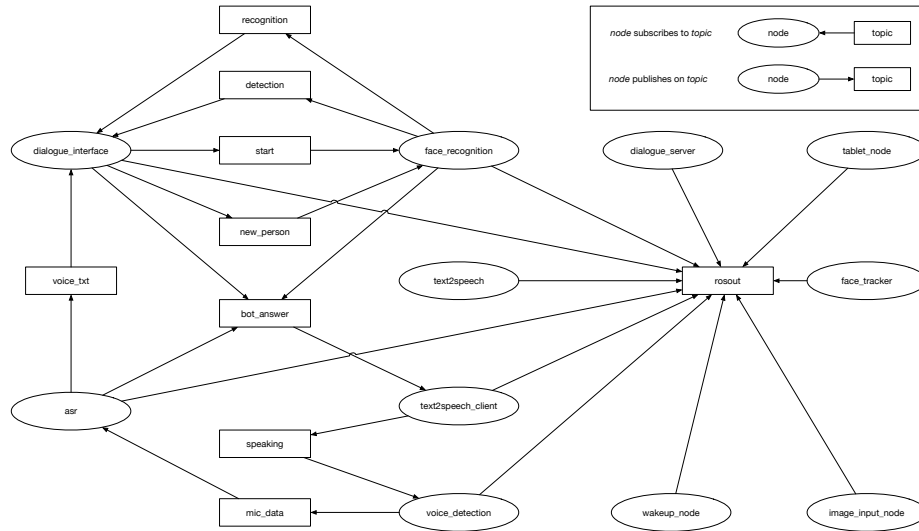 recognition
node subscribes to topic
node
topic
detection
node publishes on topic
node
topic
dialogue_interface
start
face_recognition
dialogue_server
tablet_node
new_person
voice_txt
text2speech
rosout
face_tracker
bot_answer
asr
text2speech_client
speaking
mic_data
voice_detection
wakeup_node
image_input_node